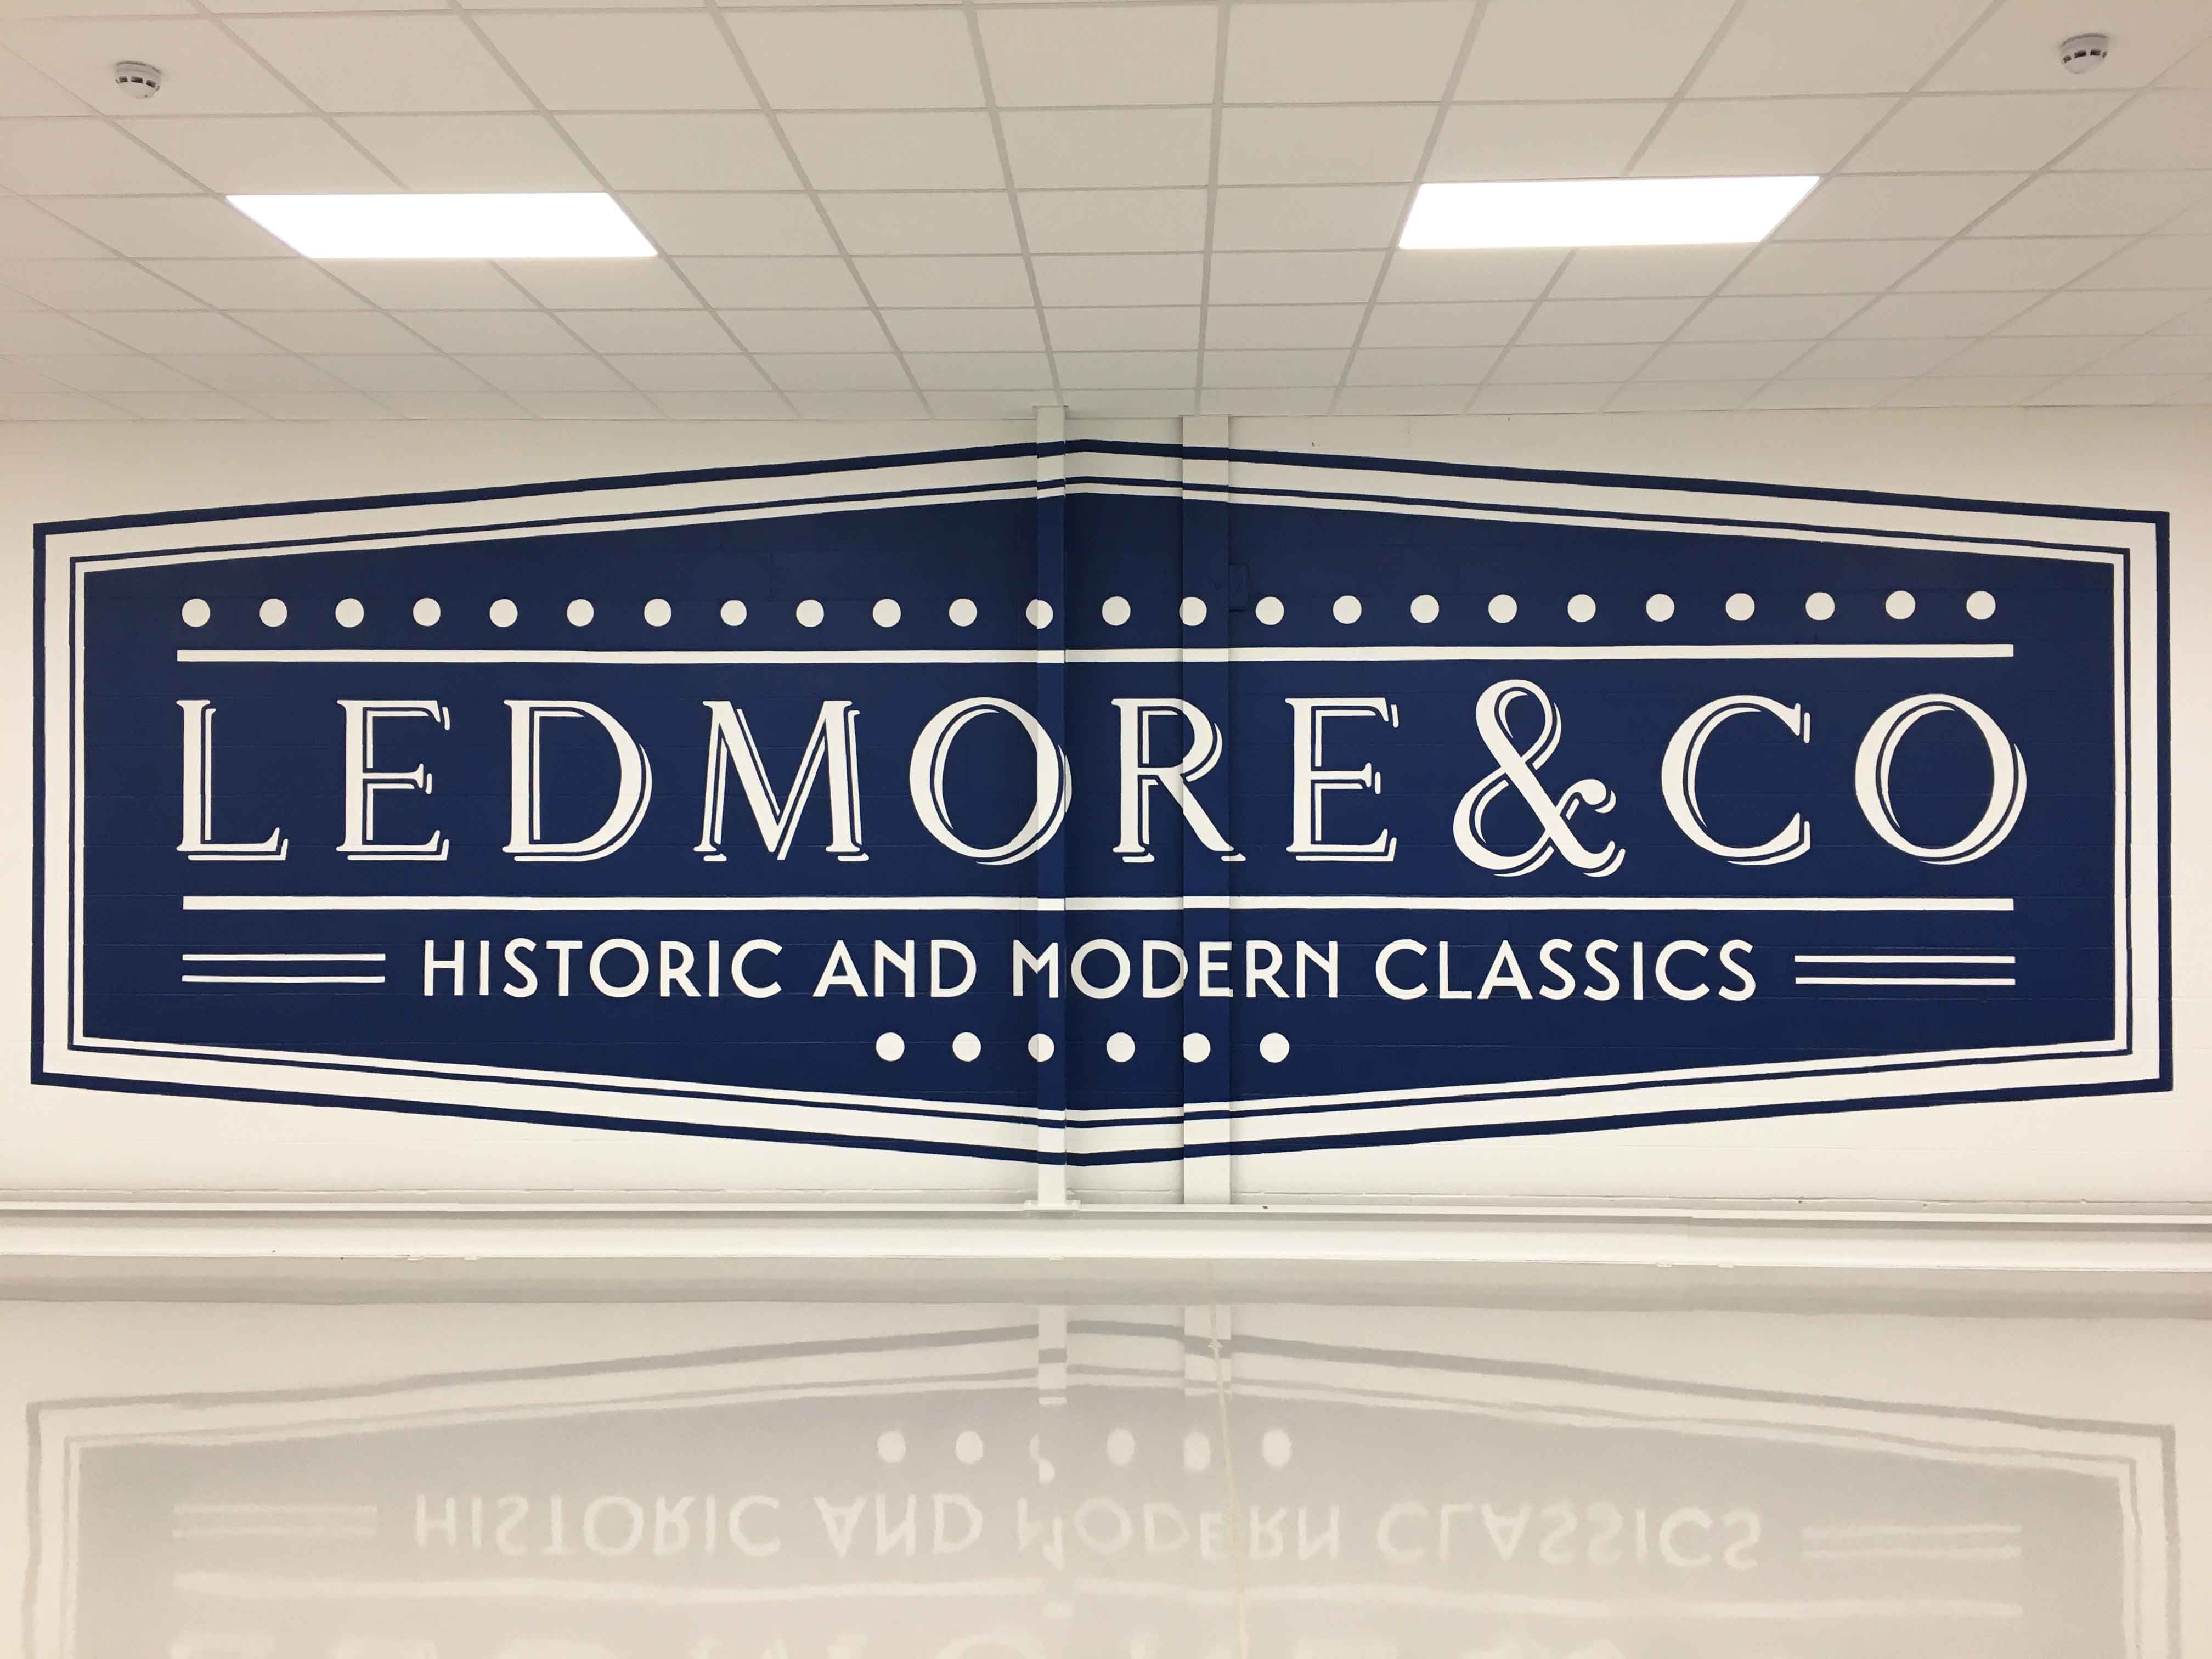 LEDMORE & CO
HISTORIC AND MODERN CLASSICS